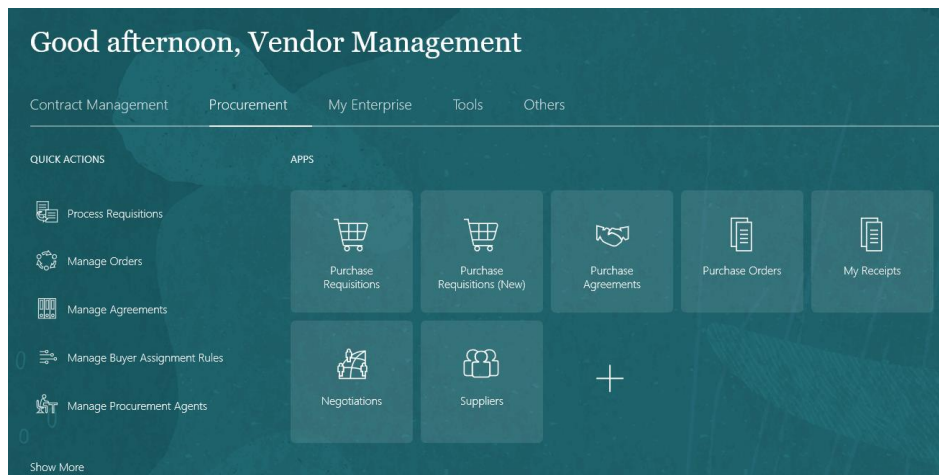 Good afternoon, Vendor Management
Contract Management
Procurement
My Enterprise
Tools
Others
QUICK ACTIONS
Process Requisitions
Manage Orders
Manage Agreements
Manage Buyer Assignment Rules
Manage Procurement Agents
Show More
APPS
Purchase
Requisitions
Purchase
Requisitions (New)
Purchase
Agreements
Purchase Orders
My Receipts
Negotiations
Suppliers